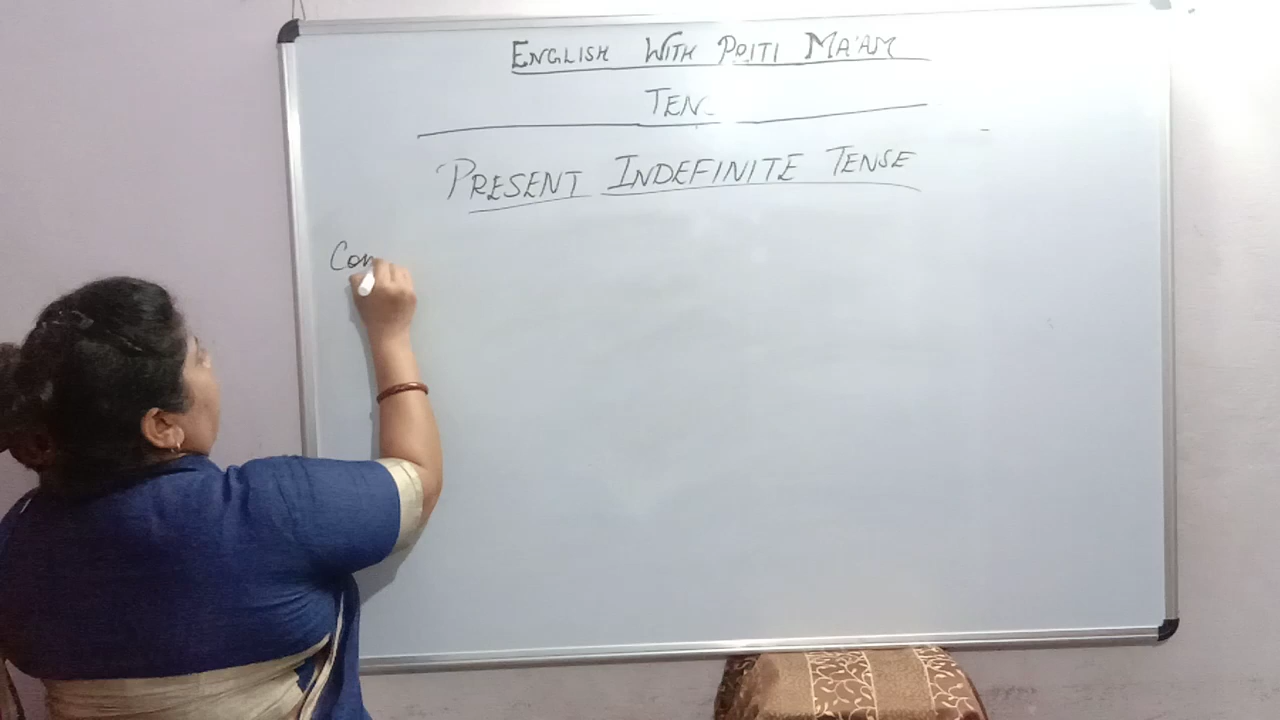 ENGLISH WITH PRITI MA'AM
TEN
PRESENT INDEFINITE TENSE
Con